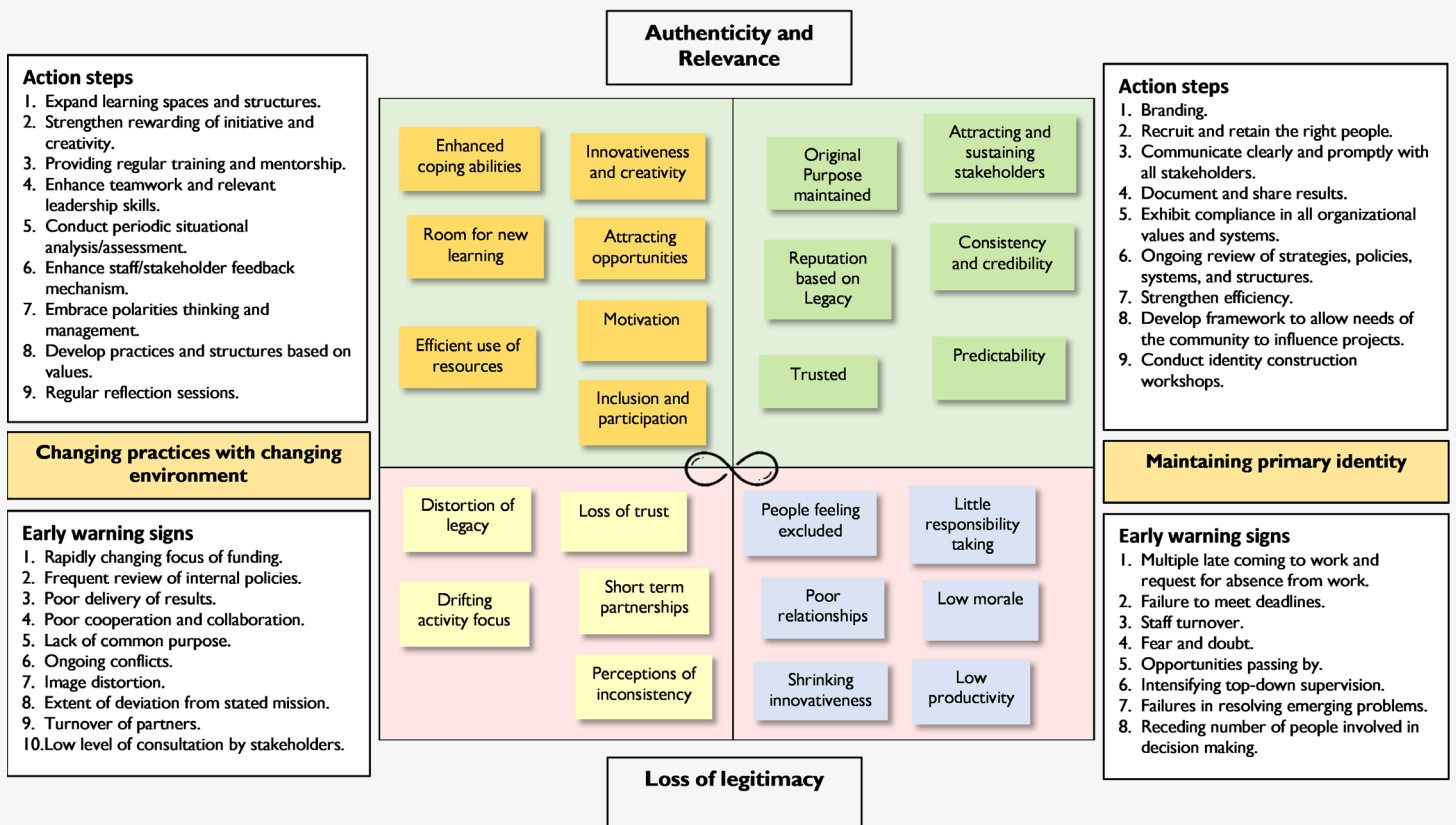 Authenticity and
Relevance
Action steps
1. Expand learning spaces and structures.
2. Strengthen rewarding of initiative and
creativity.
3. Providing regular training and mentorship.
4. Enhance teamwork and relevant
leadership skills.
5. Conduct periodic situational
analysis/assessment.
6. Enhance staff/stakeholder feedback
mechanism.
7. Embrace polarities thinking and
management.
8. Develop practices and structures based on
values.
9. Regular reflection sessions.
Changing practices with changing
environment
Early warning signs
1. Rapidly changing focus of funding.
2. Frequent review of internal policies.
3. Poor delivery of results.
4. Poor cooperation and collaboration.
5. Lack of common purpose.
6. Ongoing conflicts.
7. Image distortion.
8. Extent of deviation from stated mission.
9. Turnover of partners.
10.Low level of consultation by stakeholders.
Enhanced
coping abilities
Innovativeness
and creativity
Room for new
learning
Attracting
opportunities
Motivation
Efficient use of
resources
Inclusion and
participation
Original
Purpose
maintained
Attracting and
sustaining
stakeholders
Reputation
based on
Legacy
Consistency
and credibility
Trusted
Predictability
Distortion of
legacy
Loss of trust
Drifting
activity focus
Short term
partnerships
Perceptions of
inconsistency
People feeling
excluded
Little
responsibility
taking
Poor
relationships
Low morale
Shrinking
innovativeness
Low
productivity
Action steps
1. Branding.
2. Recruit and retain the right people.
3. Communicate clearly and promptly with
all stakeholders.
4. Document and share results.
5. Exhibit compliance in all organizational
values and systems.
6. Ongoing review of strategies, policies,
systems, and structures.
7. Strengthen efficiency.
8. Develop framework to allow needs of
the community to influence projects.
9. Conduct identity construction
workshops.
Maintaining primary identity
Early warning signs
1. Multiple late coming to work and
request for absence from work.
2. Failure to meet deadlines.
3. Staff turnover.
4. Fear and doubt.
5. Opportunities passing by.
6. Intensifying top-down supervision.
7. Failures in resolving emerging problems.
8. Receding number of people involved in
decision making.
Loss of legitimacy